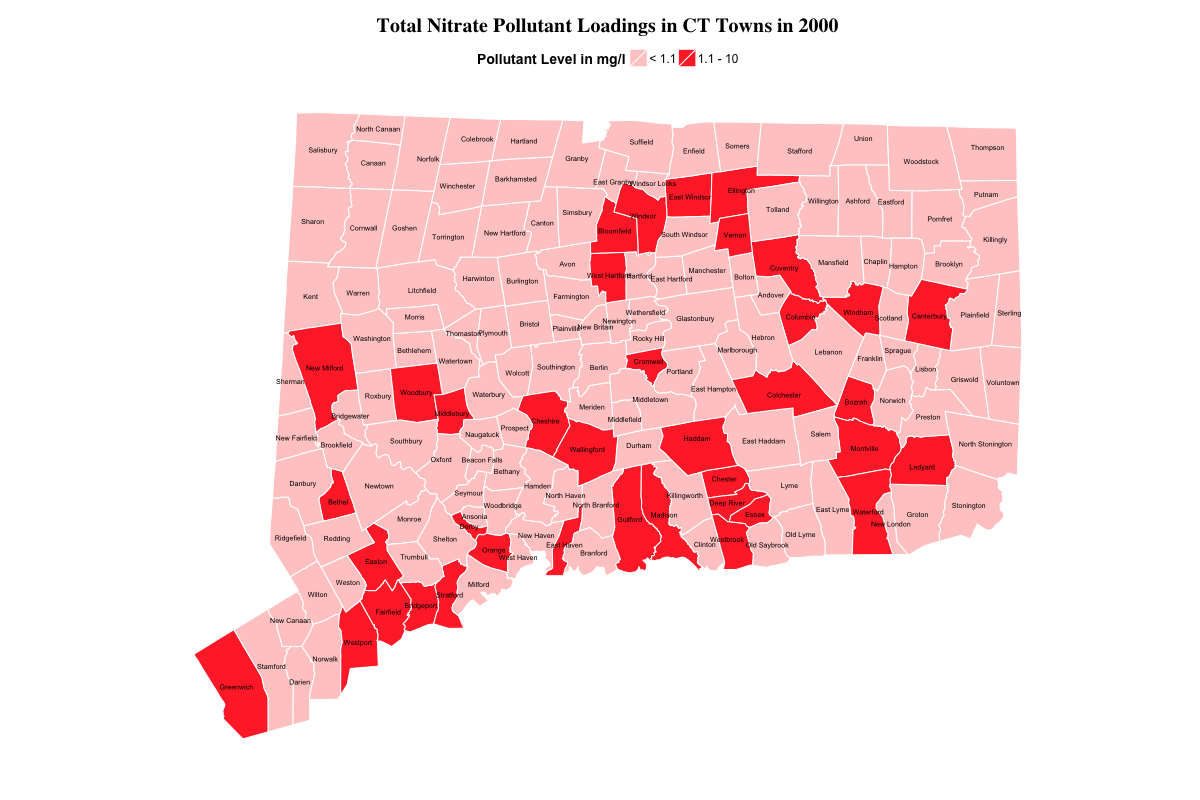 Total Nitrate Pollutant Loadings in CT Towns in 2000
Pollutant Level in mg/l < 1.1 1.1 - 10
North Canaan
Colebrook
Hartland
Suffield
Enfield
Somers
Stafford
Union
Thompson
Salisbury
Canaan
Norfolk
Granby
Woodstock
Winchester
Barkhamsted
East Granby
Windsor Locks
East Windsor
Ellington
Putnam
Sharon
Cornwall
Goshen
Torrington
New Hartford
Canton
Simsbury
Bloomfield
Windsor
South Windsor
Vernon
Tolland
Willington
Ashford
Eastford
Pomfret
Killingly
Kent
Warren
Litchfield
Harwinton
Burlington
Avon
Farmington
West Hartford
Hartford
East Hartford
Manchester
Bolton
Coventry
Mansfield
Chaplin
Hampton
Brooklyn
Andover
Morris
Washington
Bethlehem
Thomaston
Plymouth
Bristol
Plainville
New Britain
Newington
Wethersfield
Rocky Hill
Glastonbury
Marlborough
Hebron
Columbia
Windham
Scotland
Canterbury
Plainfield
Sterling
Watertown
Wolcott
Southington
Berlin
Cromwell
Portland
Lebanon
Franklin
Sprague
Lisbon
Griswold
Voluntown
New Milford
Sherman
Roxbury
Woodbury
Middlebury
Waterbury
Cheshire
Meriden
Middletown
Middlefield
East Hampton
Colchester
Bozrah
Norwich
Preston
Bridgewater
New Fairfield
Brookfield
Southbury
Naugatuck
Prospect
Wallingford
Durham
Haddam
East Haddam
Salem
Montville
Ledyard
North Stonington
Oxford
Beacon Falls
Bethany
Danbury
Bethel
Newtown
Seymour
Woodbridge
Hamden
North Haven
North Branford
Guilford
Madison
Killingworth
Chester
Deep River
Essex
Lyme
East Lyme
Waterford
New London
Groton
Stonington
Ridgefield
Redding
Monroe
Ansonia
Derby
Shelton
Orange
West Haven
New Haven
East Haven
Branford
Clinton
Westbrook
Old Saybrook
Old Lyme
Easton
Trumbull
Weston
Wilton
Milford
Stratford
Bridgeport
Fairfield
New Canaan
Westport
Norwalk
Stamford
Darien
Greenwich